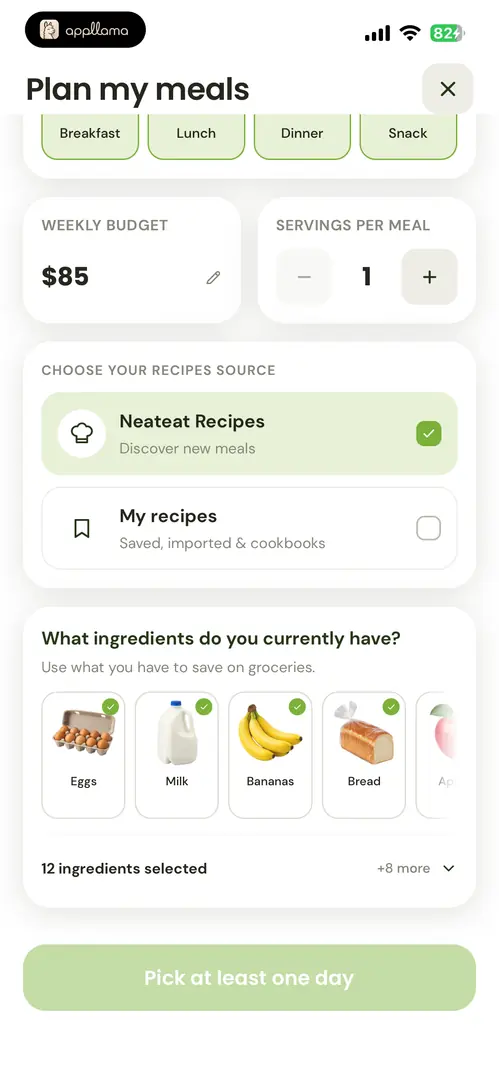 appllama
82
Plan my meals
Breakfast Lunch Dinner Snack
WEEKLY BUDGET
$85
SERVINGS PER MEAL
1
CHOOSE YOUR RECIPES SOURCE
Neateat Recipes
Discover new meals
My recipes
Saved, imported & cookbooks
What ingredients do you currently have?
Use what you have to save on groceries.
Eggs Milk Bananas Bread
12 ingredients selected +8 more
Pick at least one day